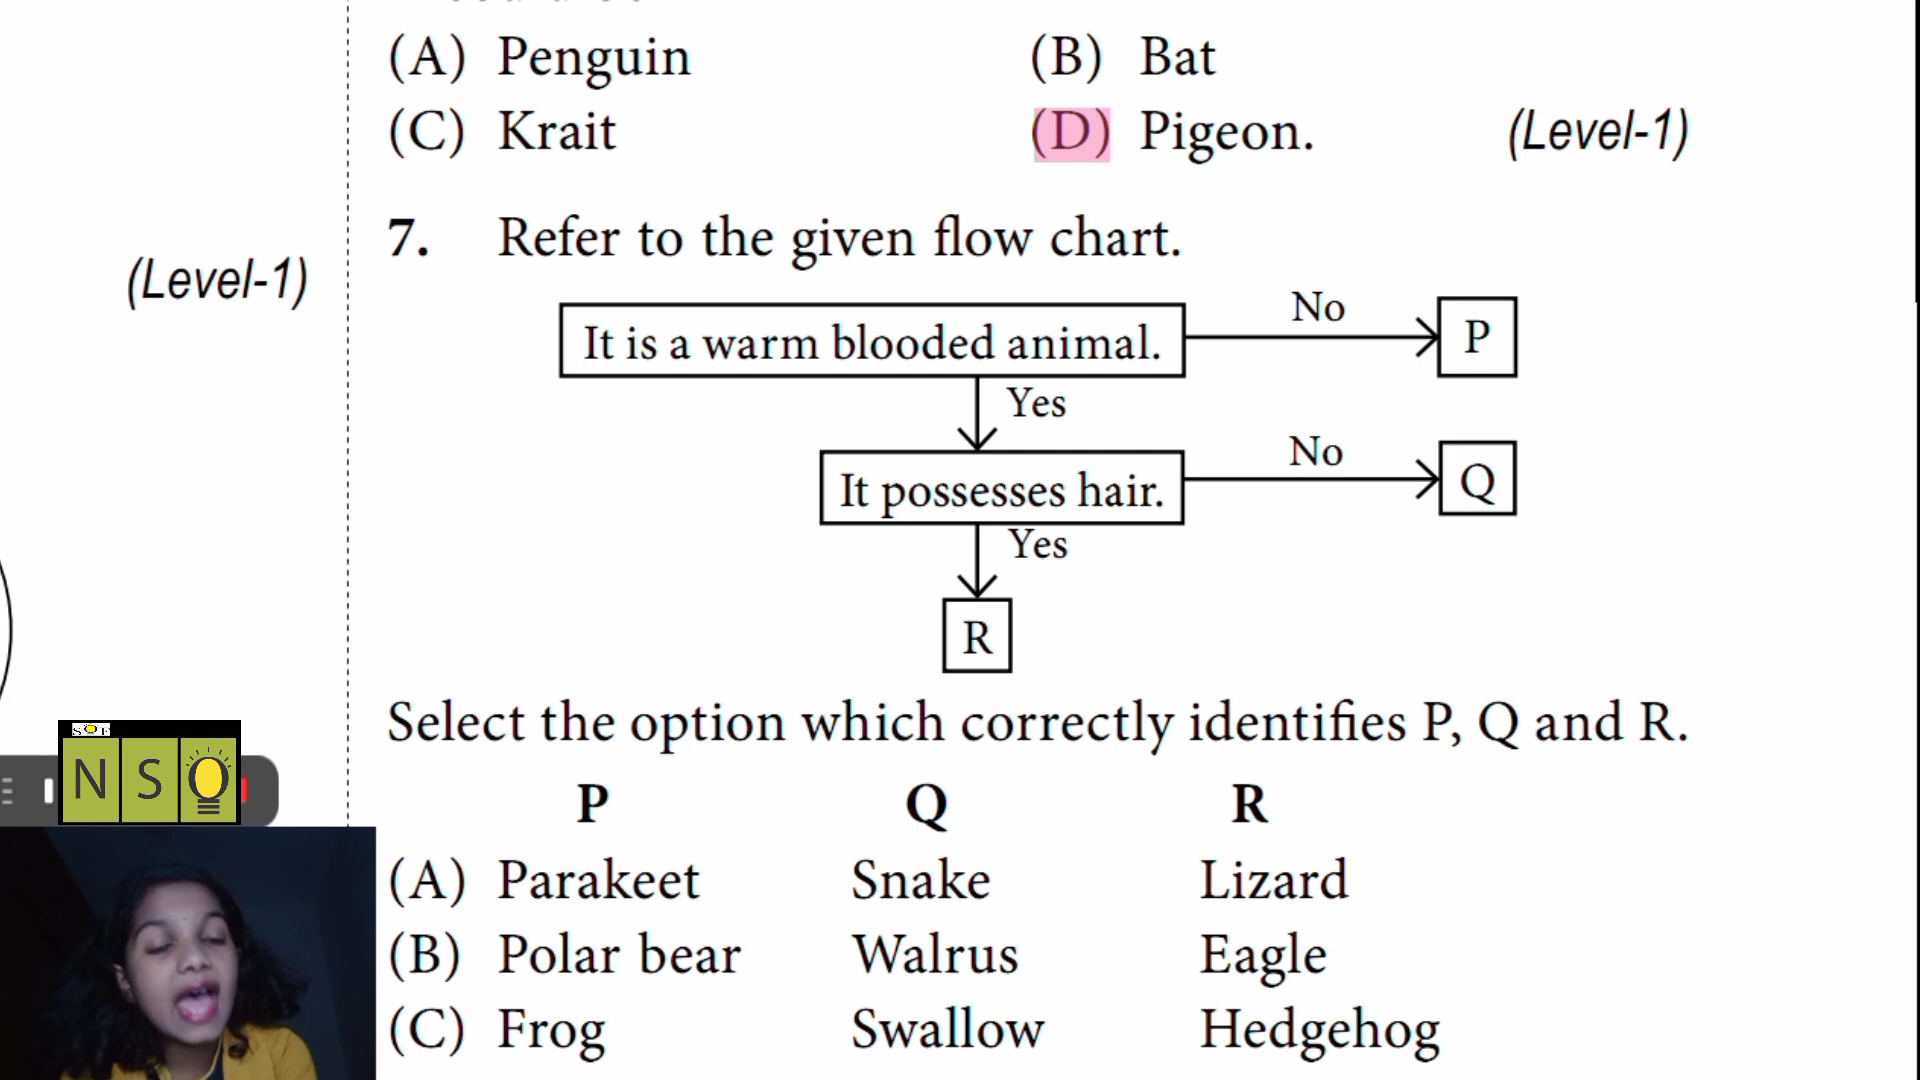 (A) Penguin (B) Bat
(C) Krait (D) Pigeon. (Level-1)
(Level-1)
7. Refer to the given flow chart.
It is a warm blooded animal.
No
P
Yes
It possesses hair.
No
Q
Yes
R
Select the option which correctly identifies P, Q and R.
P Q R
(A) Parakeet Snake Lizard
(B) Polar bear Walrus Eagle
(C) Frog Swallow Hedgehog
SOF
NSO